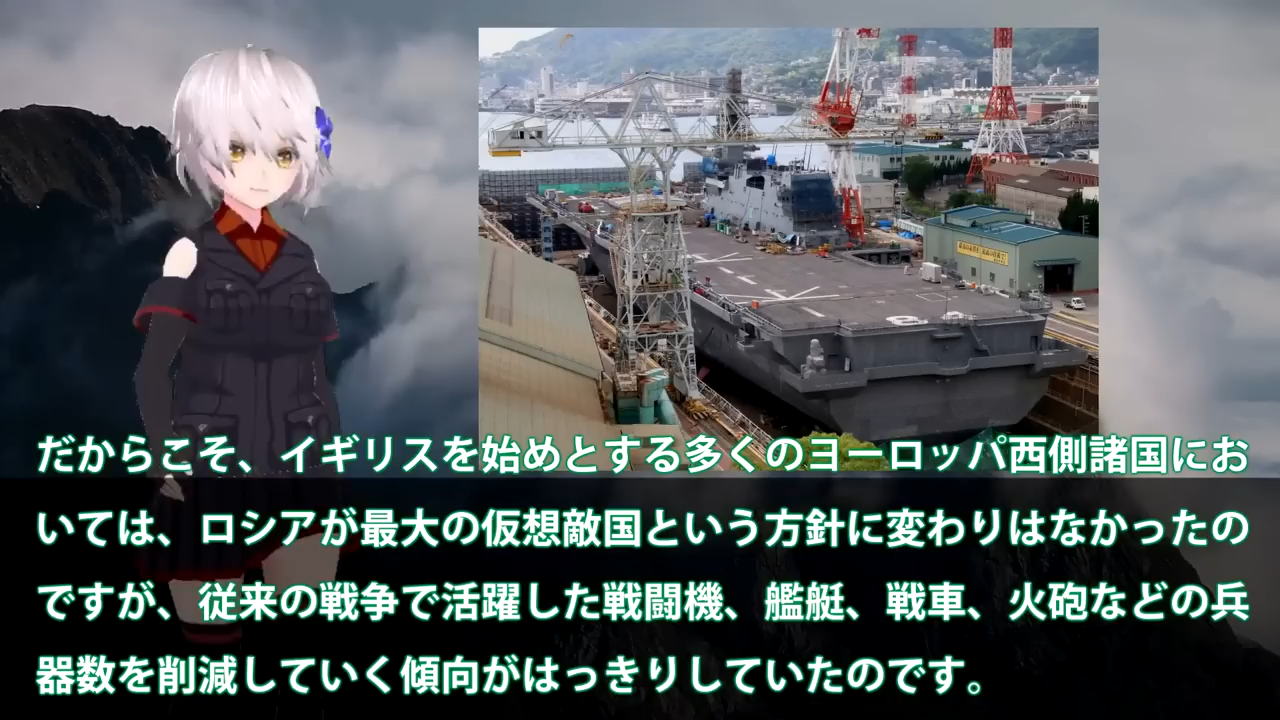 だからこそ、イギリスを始めとする多くのヨーロッパ西側諸国にお
いては、ロシアが最大の仮想敵国という方針に変わりはなかったの
ですが、従来の戦争で活躍した戦闘機、艦艇、戦車、火砲などの兵
器数を削減していく傾向がはっきりしていたのです。